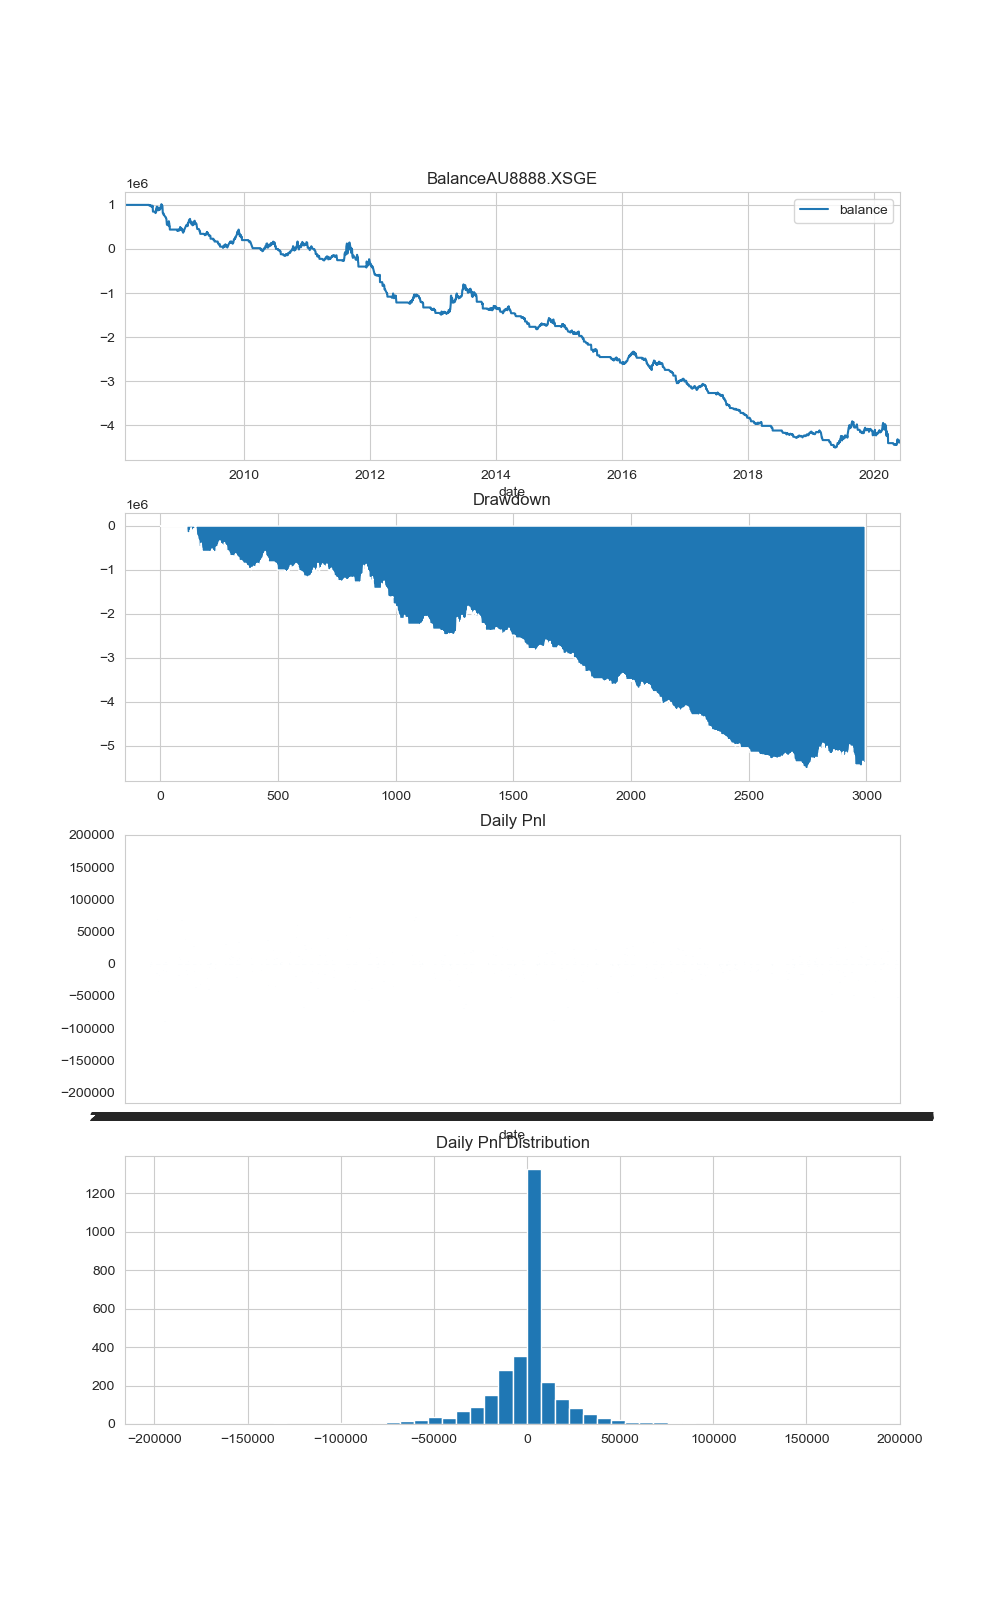 BalanceAU8888.XSGE
1e6
balance
1
0
−1
−2
−3
−4
2010 2012 2014 2016 2018 2020
date
Drawdown
1e6
0
−1
−2
−3
−4
−5
0 500 1000 1500 2000 2500 3000
Daily Pnl
200000
150000
100000
50000
0
−50000
−100000
−150000
−200000
date
Daily Pnl Distribution
1200
1000
800
600
400
200
0
−200000 −150000 −100000 −50000 0 50000 100000 150000 200000